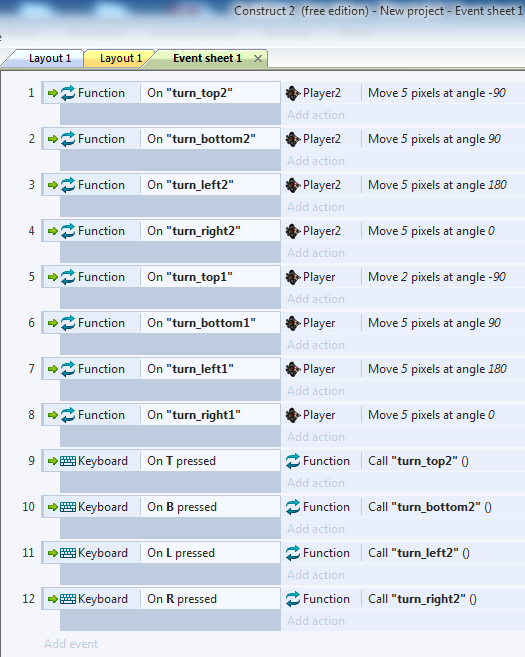 Construct 2 (free edition) - New project - Event sheet 1
Layout 1 Layout 1 Event sheet 1
1 Function On "turn_top2" Player2 Move 5 pixels at angle -90
Add action
2 Function On "turn_bottom2" Player2 Move 5 pixels at angle 90
Add action
3 Function On "turn_left2" Player2 Move 5 pixels at angle 180
Add action
4 Function On "turn_right2" Player2 Move 5 pixels at angle 0
Add action
5 Function On "turn_top1" Player Move 2 pixels at angle -90
Add action
6 Function On "turn_bottom1" Player Move 5 pixels at angle 90
Add action
7 Function On "turn_left1" Player Move 5 pixels at angle 180
Add action
8 Function On "turn_right1" Player Move 5 pixels at angle 0
Add action
9 Keyboard On T pressed Function Call "turn_top2" ()
Add action
10 Keyboard On B pressed Function Call "turn_bottom2" ()
Add action
11 Keyboard On L pressed Function Call "turn_left2" ()
Add action
12 Keyboard On R pressed Function Call "turn_right2" ()
Add action
Add event